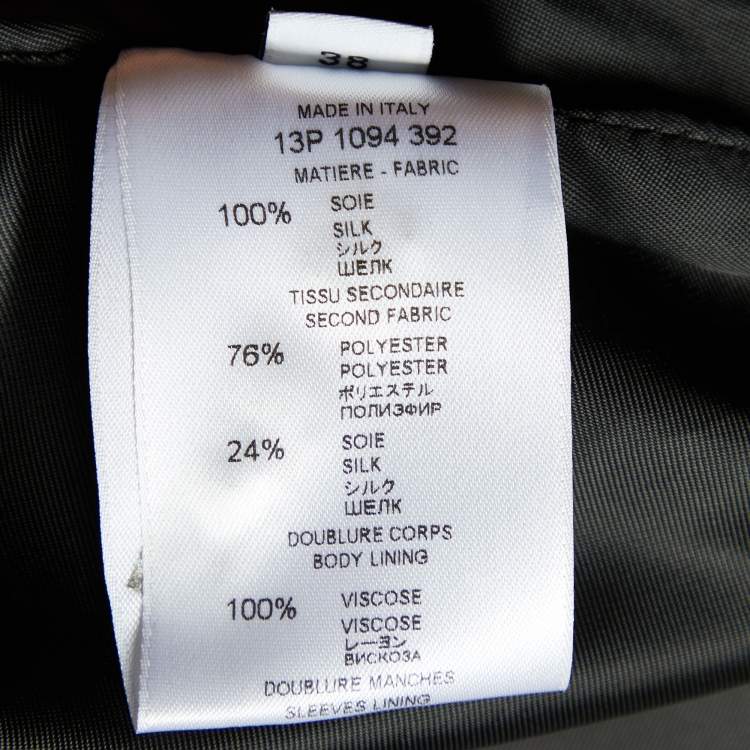 38
MADE IN ITALY
13P 1094 392
MATIERE - FABRIC
100% SOIE
SILK
シルク
ШЕЛК
TISSU SECONDAIRE
SECOND FABRIC
76% POLYESTER
POLYESTER
ポリエステル
ПОЛИЭФИР
24% SOIE
SILK
シルク
ШЕЛК
DOUBLURE CORPS
BODY LINING
100% VISCOSE
VISCOSE
レーヨン
ВИСКОЗА
DOUBLURE MANCHES
SLEEVES LINING